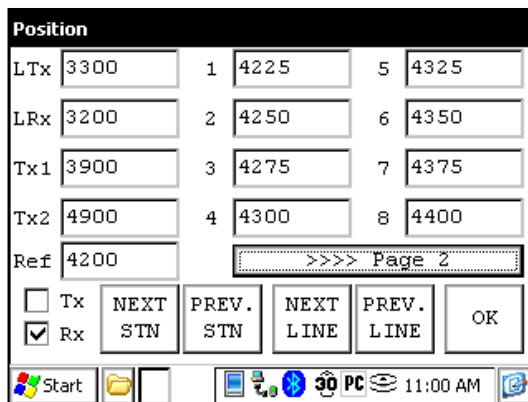 Position
LTx 3300 1 4225 5 4325
LRx 3200 2 4250 6 4350
Tx1 3900 3 4275 7 4375
Tx2 4900 4 4300 8 4400
Ref 4200 >>>> Page 2
Tx
Rx
NEXT STN
PREV. STN
NEXT LINE
PREV. LINE
OK
Start 30 PC 11:00 AM